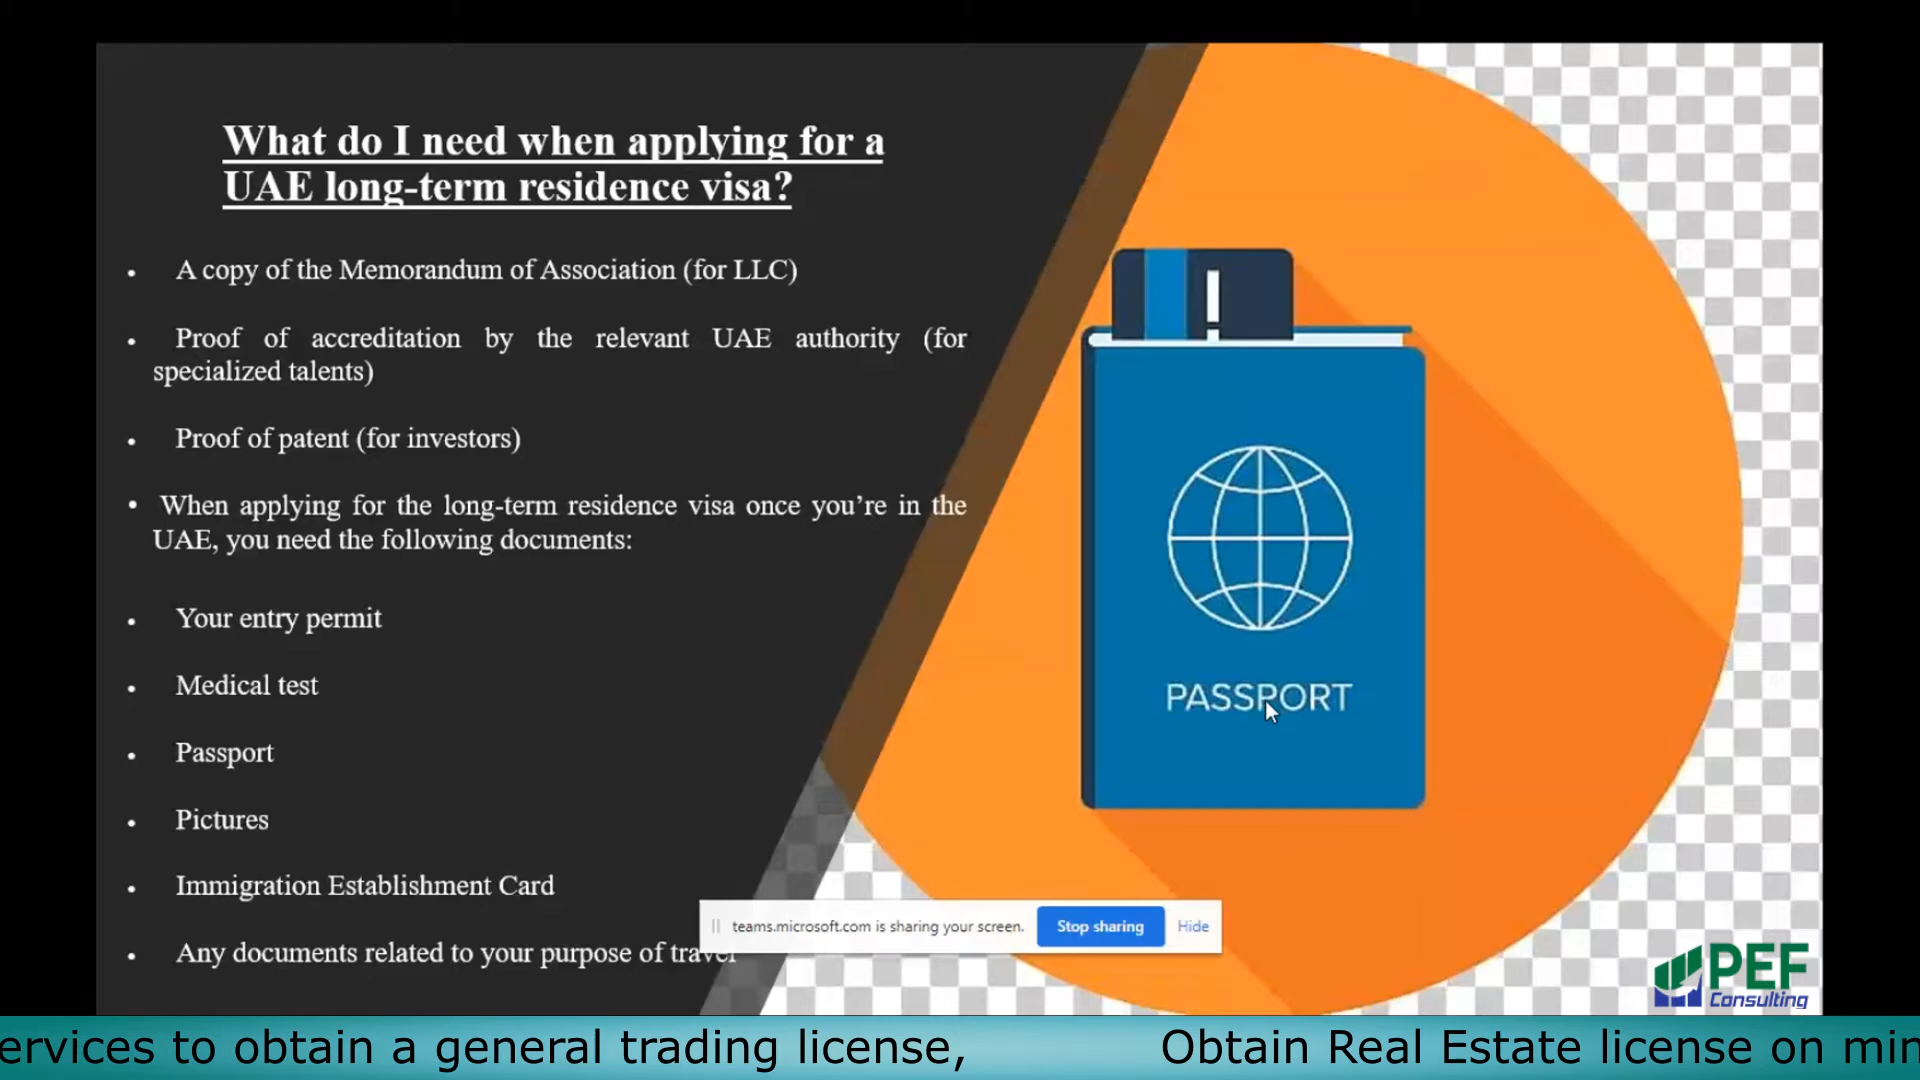 What do I need when applying for a
UAE long-term residence visa?
• A copy of the Memorandum of Association (for LLC)
• Proof of accreditation by the relevant UAE authority (for
specialized talents)
• Proof of patent (for investors)
• When applying for the long-term residence visa once you’re in the
UAE, you need the following documents:
• Your entry permit
• Medical test
• Passport
• Pictures
• Immigration Establishment Card
• Any documents related to your purpose of travel
PASSPORT
teams.microsoft.com is sharing your screen. Stop sharing Hide
PEF
Consulting
ervices to obtain a general trading license, Obtain Real Estate license on min